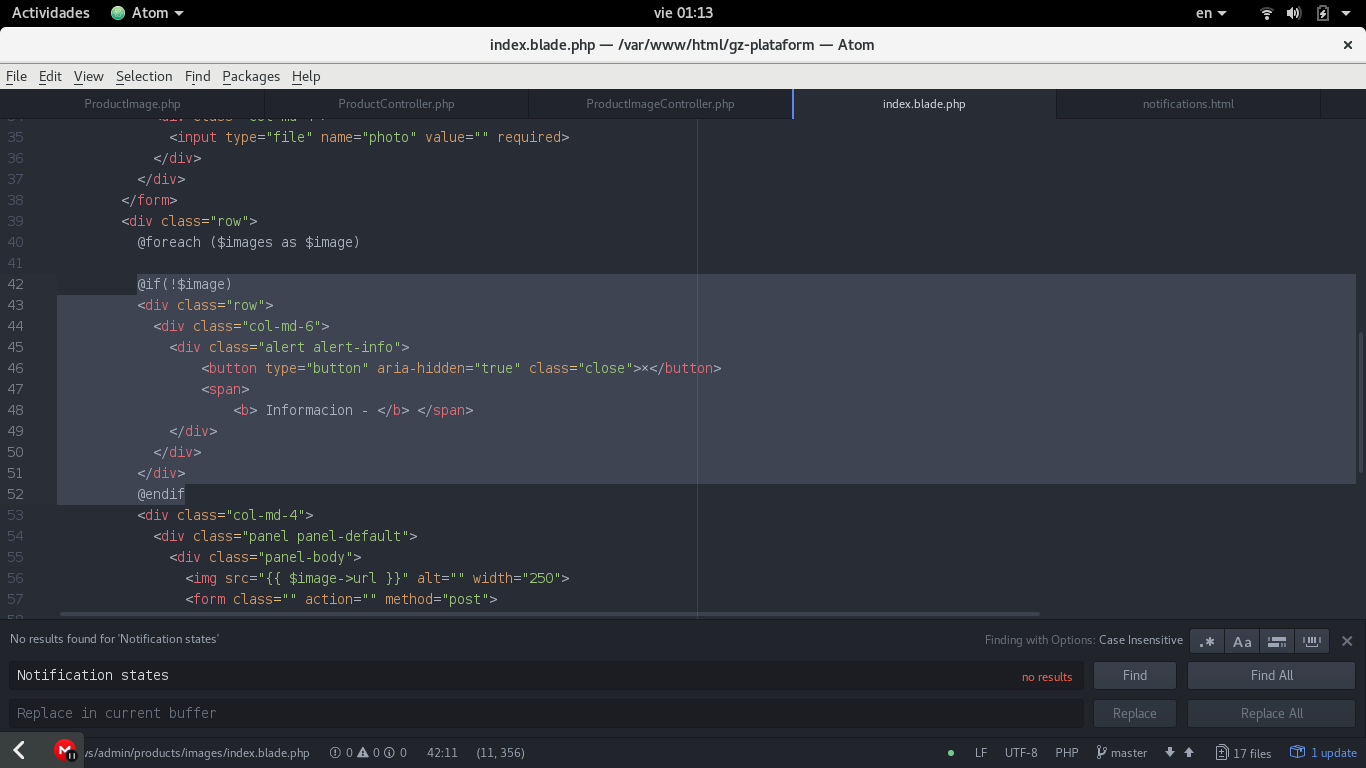 Actividades Atom vie 01:13 en
index.blade.php — /var/www/html/gz-plataform — Atom
File Edit View Selection Find Packages Help
ProductImage.php ProductController.php ProductImageController.php index.blade.php notifications.html
35 <input type="file" name="photo" value="" required>
36 </div>
37 </div>
38 </form>
39 <div class="row">
40 @foreach ($images as $image)
41
42 @if(!$image)
43 <div class="row">
44 <div class="col-md-6">
45 <div class="alert alert-info">
46 <button type="button" aria-hidden="true" class="close">×</button>
47 <span>
48 <b> Informacion - </b> </span>
49 </div>
50 </div>
51 </div>
52 @endif
53 <div class="col-md-4">
54 <div class="panel panel-default">
55 <div class="panel-body">
56 <img src="{{ $image->url }}" alt="" width="250">
57 <form class="" action="" method="post">
No results found for 'Notification states' Finding with Options: Case Insensitive .* Aa
Notification states no results Find Find All
Replace in current buffer Replace Replace All
vs/admin/products/images/index.blade.php 0 0 0 42:11 (11, 356) LF UTF-8 PHP master 17 files 1 update